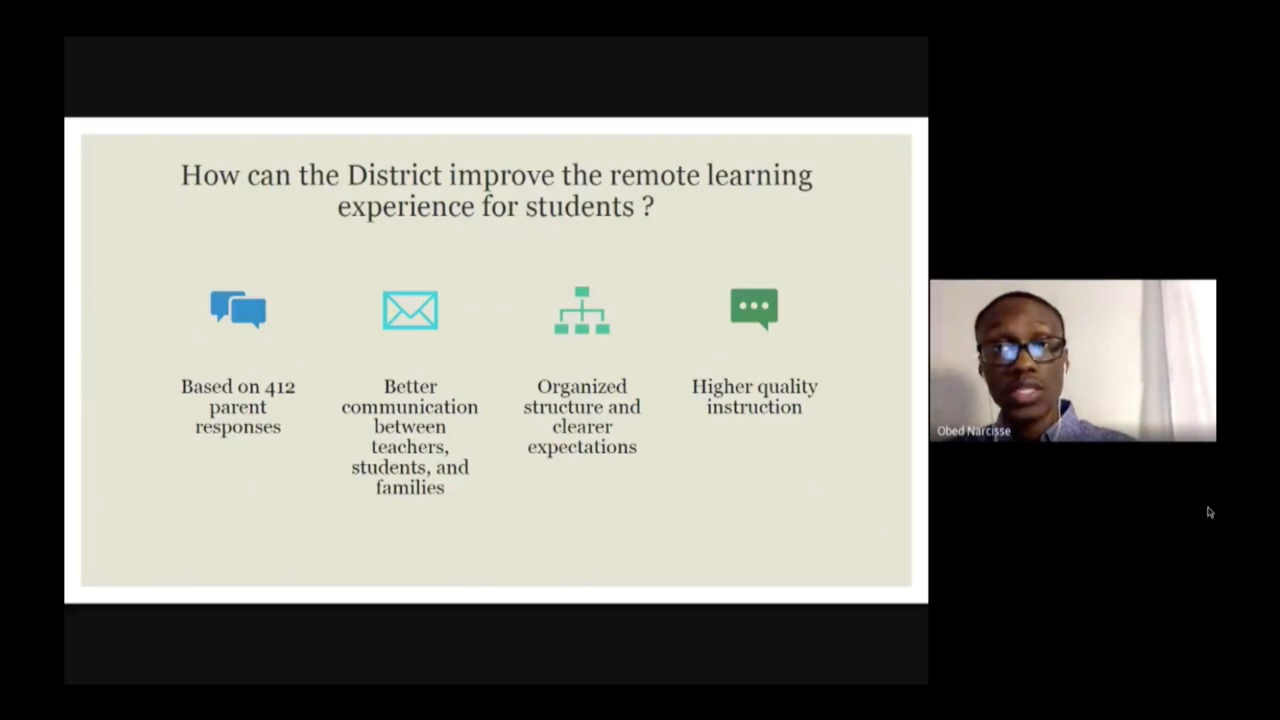 How can the District improve the remote learning
experience for students ?
Based on 412
parent
responses
Better
communication
between
teachers,
students, and
families
Organized
structure and
clearer
expectations
Higher quality
instruction
Obed Narcisse